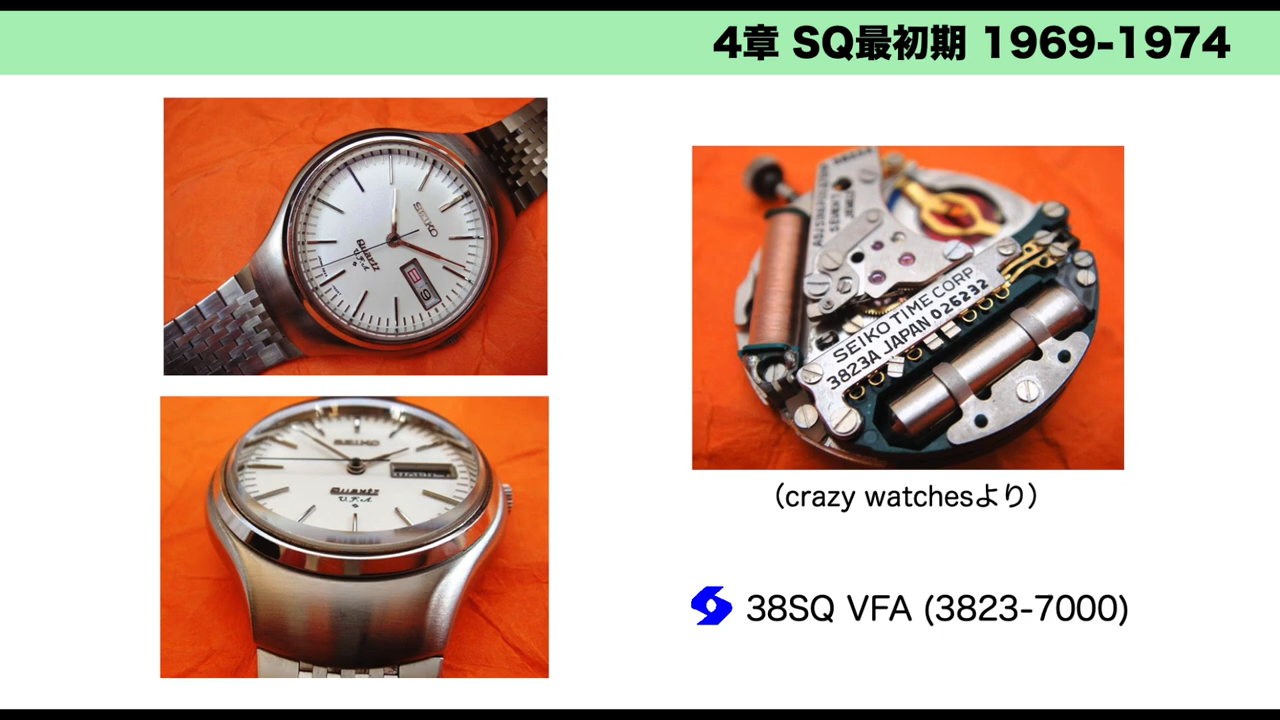 4章 SQ最初期 1969-1974
SEIKO
Quartz
V.F.A.
SEIKO
Quartz
V.F.A.
SEIKO TIME CORP
3823A JAPAN 026232
（crazy watchesより）
38SQ VFA (3823-7000)